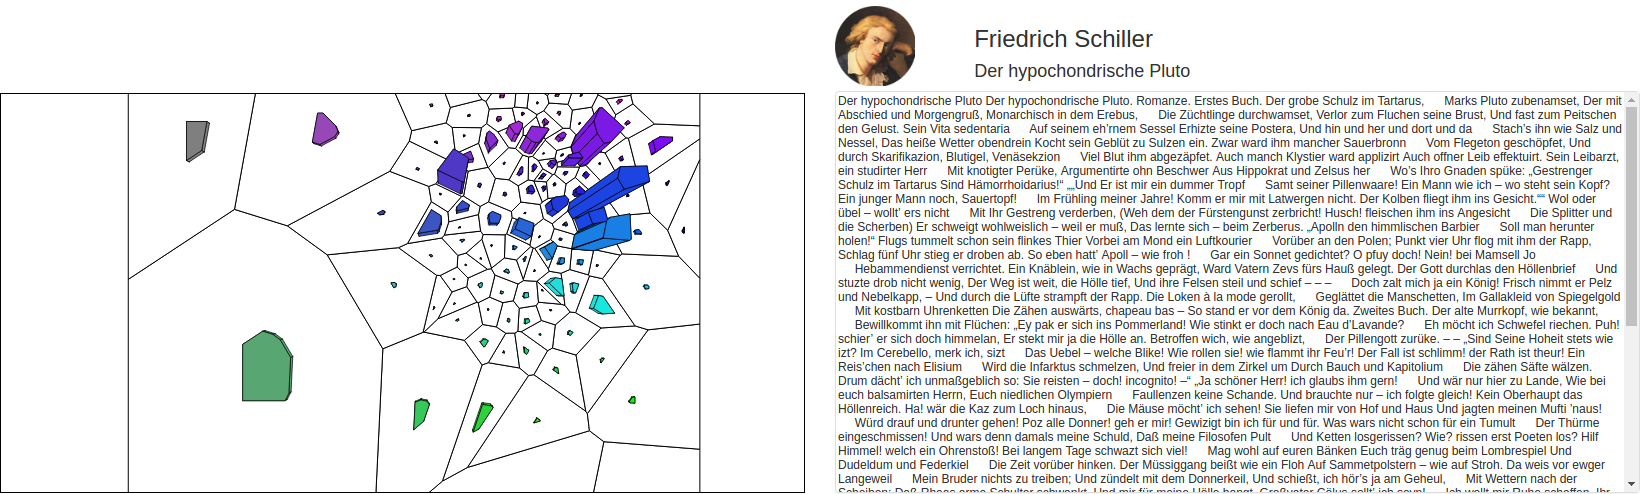 Friedrich Schiller
Der hypochondrische Pluto
Der hypochondrische Pluto Der hypochondrische Pluto. Romanze. Erstes Buch. Der grobe Schulz im Tartarus, Marks Pluto zubenamset, Der mit
Abschied und Morgengruß, Monarchisch in dem Erebus, Die Züchtlinge durchwamset, Verlor zum Fluchen seine Brust, Und fast zum Peitschen
den Gelust. Sein Vita sedentaria Auf seinem eh’rnem Sessel Erhizte seine Postera, Und hin und her und dort und da Stach’s ihn wie Salz und
Nessel, Das heiße Wetter obendrein Kocht sein Geblüt zu Sulzen ein. Zwar ward ihm mancher Sauerbronn Vom Flegeton geschöpfet, Und
durch Skarifikazion, Blutigel, Venäsekzion Viel Blut ihm abgezäpfet. Auch manch Klystier ward applizirt Auch offner Leib effektuirt. Sein Leibarzt,
ein studirter Herr Mit knotigter Perüke, Argumentirte ohn Beschwer Aus Hippokrat und Zelsus her Wo’s Ihro Gnaden spüke: „Gestrenger
Schulz im Tartarus Sind Hämorrhoidarius!“ „„Und Er ist mir ein dummer Tropf Samt seiner Pillenwaare! Ein Mann wie ich – wo steht sein Kopf?
Ein junger Mann noch, Sauertopf! Im Frühling meiner Jahre! Komm er mir mit Latwergen nicht. Der Kolben fliegt ihm ins Gesicht.““ Wol oder
übel – wollt’ ers nicht Mit Ihr Gestreng verderben, (Weh dem der Fürstengunst zerbricht! Husch! fleischen ihm ins Angesicht Die Splitter und
die Scherben) Er schweigt wohlweislich – weil er muß, Das lernte sich – beim Zerberus. „Apolln den himmlischen Barbier Soll man herunter
holen!“ Flugs tummelt schon sein flinkes Thier Vorbei am Mond ein Luftkourier Vorüber an den Polen; Punkt vier Uhr flog mit ihm der Rapp,
Schlag fünf Uhr stieg er droben ab. So eben hatt’ Apoll – wie froh ! Gar ein Sonnet gedichtet? O pfuy doch! Nein! bei Mamsell Jo
Hebammendienst verrichtet. Ein Knäblein, wie in Wachs geprägt, Ward Vatern Zevs fürs Hauß gelegt. Der Gott durchlas den Höllenbrief Und
stuzte drob nicht wenig, Der Weg ist weit, die Hölle tief, Und ihre Felsen steil und schief – – – Doch zalt mich ja ein König! Frisch nimmt er Pelz
und Nebelkapp, – Und durch die Lüfte strampft der Rapp. Die Loken à la mode gerollt, Geglättet die Manschetten, Im Gallakleid von Spiegelgold
Mit kostbarn Uhrenketten Die Zähen auswärts, chapeau bas – So stand er vor dem König da. Zweites Buch. Der alte Murrkopf, wie bekannt,
Bewillkommt ihn mit Flüchen: „Ey pak er sich ins Pommerland! Wie stinkt er doch nach Eau d’Lavande? Eh möcht ich Schwefel riechen. Puh!
schier’ er sich doch himmelan, Er stekt mir ja die Hölle an. Betroffen wich, wie angeblizt, Der Pillengott zurüke. – – „Sind Seine Hoheit stets wie
izt? Im Cerebello, merk ich, sizt Das Uebel – welche Blike! Wie rollen sie! wie flammt ihr Feu’r! Der Fall ist schlimm! der Rath ist theur! Ein
Reis’chen nach Elisium Wird die Infarktus schmelzen, Und freier in dem Zirkel um Durch Bauch und Kapitolium Die zähen Säfte wälzen.
Drum dächt’ ich unmaßgeblich so: Sie reisten – doch! incognito! –“ „Ja schöner Herr! ich glaubs ihm gern! Und wär nur hier zu Lande, Wie bei
euch balsamirten Herrn, Euch niedlichen Olympiern Faullenzen keine Schande. Und brauchte nur – ich folgte gleich! Kein Oberhaupt das
Höllenreich. Ha! wär die Kaz zum Loch hinaus, Die Mäuse möcht’ ich sehen! Sie liefen mir von Hof und Haus Und jagten meinen Mufti ’naus!
Würd drauf und drunter gehen! Poz alle Donner! geh er mir! Gewizigt bin ich für und für. Was wars nicht schon für ein Tumult Der Thürme
eingeschmissen! Und wars denn damals meine Schuld, Daß meine Filosofen Pult Und Ketten losgerissen? Wie? rissen erst Poeten los? Hilf
Himmel! welch ein Ohrenstoß! Bei langem Tage schwazt sich viel! Mag wohl auf euren Bänken Euch träg genug beim Lombrespiel Und
Dudeldum und Federkiel Die Zeit vorüber hinken. Der Müssiggang beißt wie ein Floh Auf Sammetpolstern – wie auf Stroh. Da weis vor ewger
Langeweil Mein Bruder nichts zu treiben; Und zündelt mit dem Donnerkeil, Und schießt, ich hör’s ja am Geheul, Mit Wettern nach der